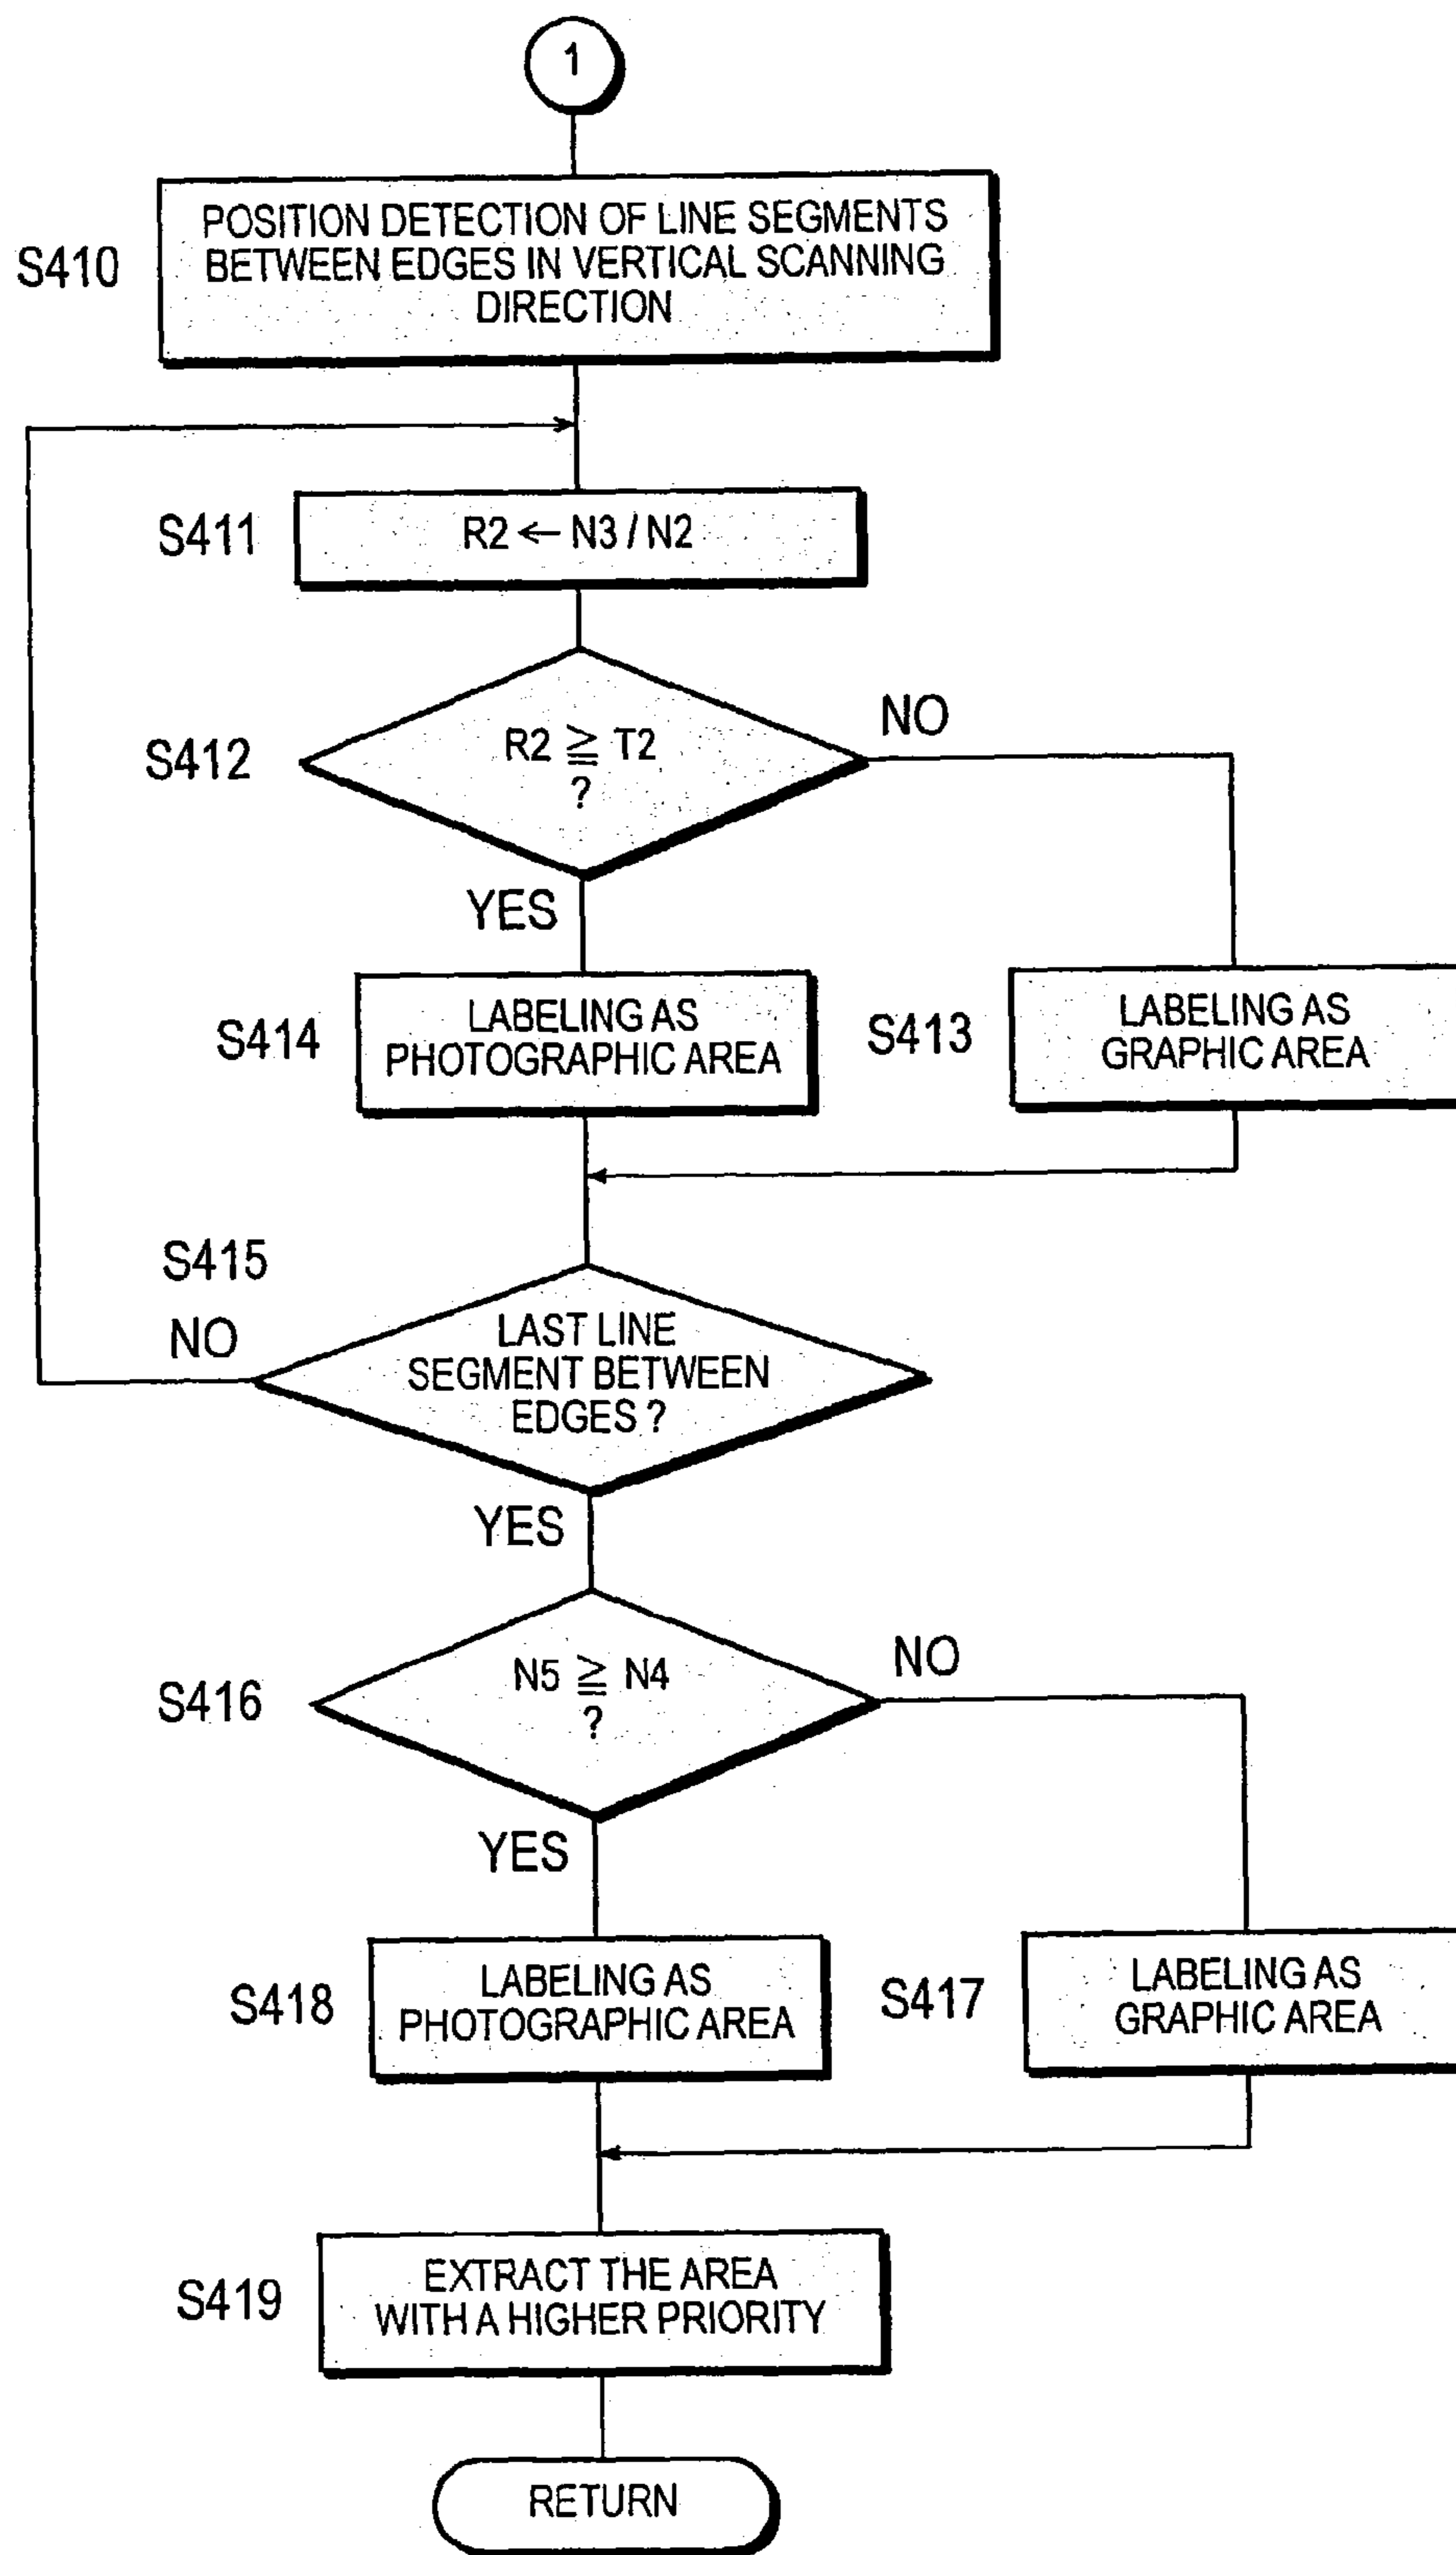 1
S410
POSITION DETECTION OF LINE SEGMENTS
BETWEEN EDGES IN VERTICAL SCANNING
DIRECTION
S411
R2 ← N3 / N2
S412
R2 ≧ T2
?
NO
YES
S414
LABELING AS
PHOTOGRAPHIC AREA
S413
LABELING AS
GRAPHIC AREA
S415
NO
LAST LINE
SEGMENT BETWEEN
EDGES ?
YES
S416
N5 ≧ N4
?
NO
YES
S418
LABELING AS
PHOTOGRAPHIC AREA
S417
LABELING AS
GRAPHIC AREA
S419
EXTRACT THE AREA
WITH A HIGHER PRIORITY
RETURN